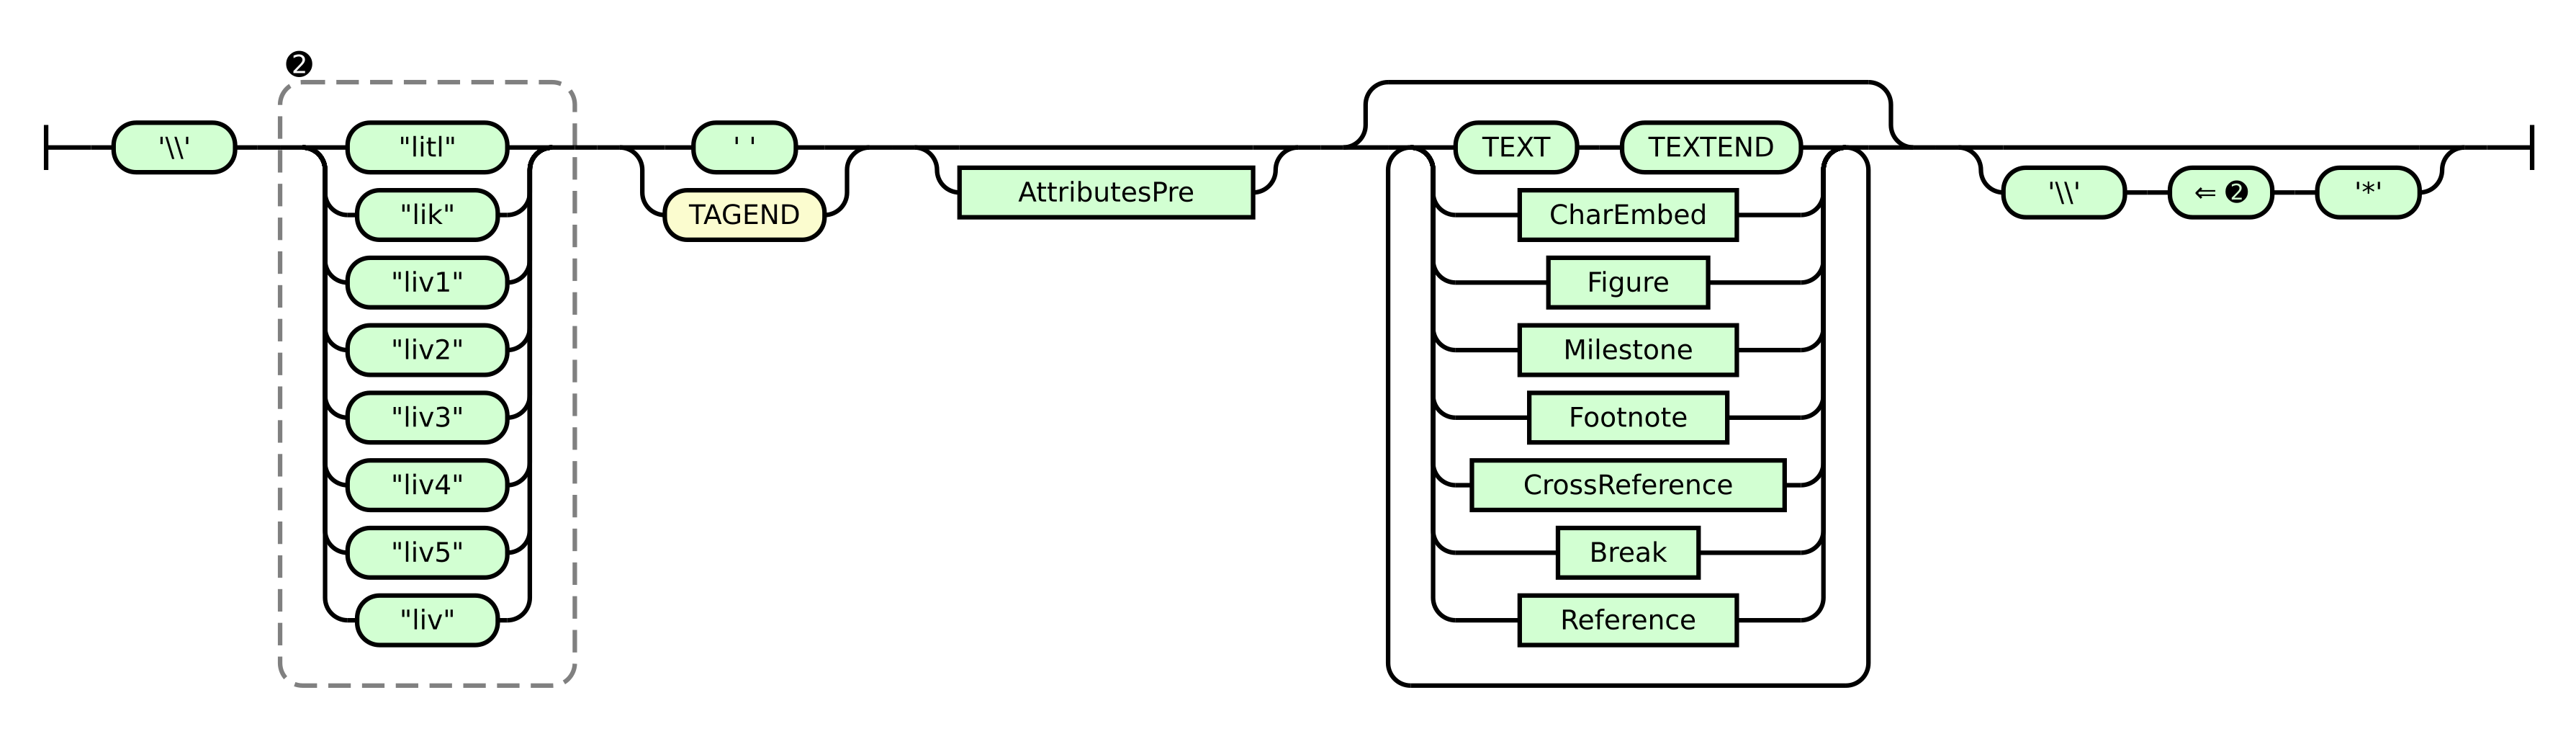 ❷
'\\' "litl" ' ' TEXT TEXTEND
AttributesPre '\\' ⇐ ❷ '*'
"lik" TAGEND CharEmbed
"liv1" Figure
"liv2" Milestone
"liv3" Footnote
"liv4" CrossReference
"liv5" Break
"liv" Reference